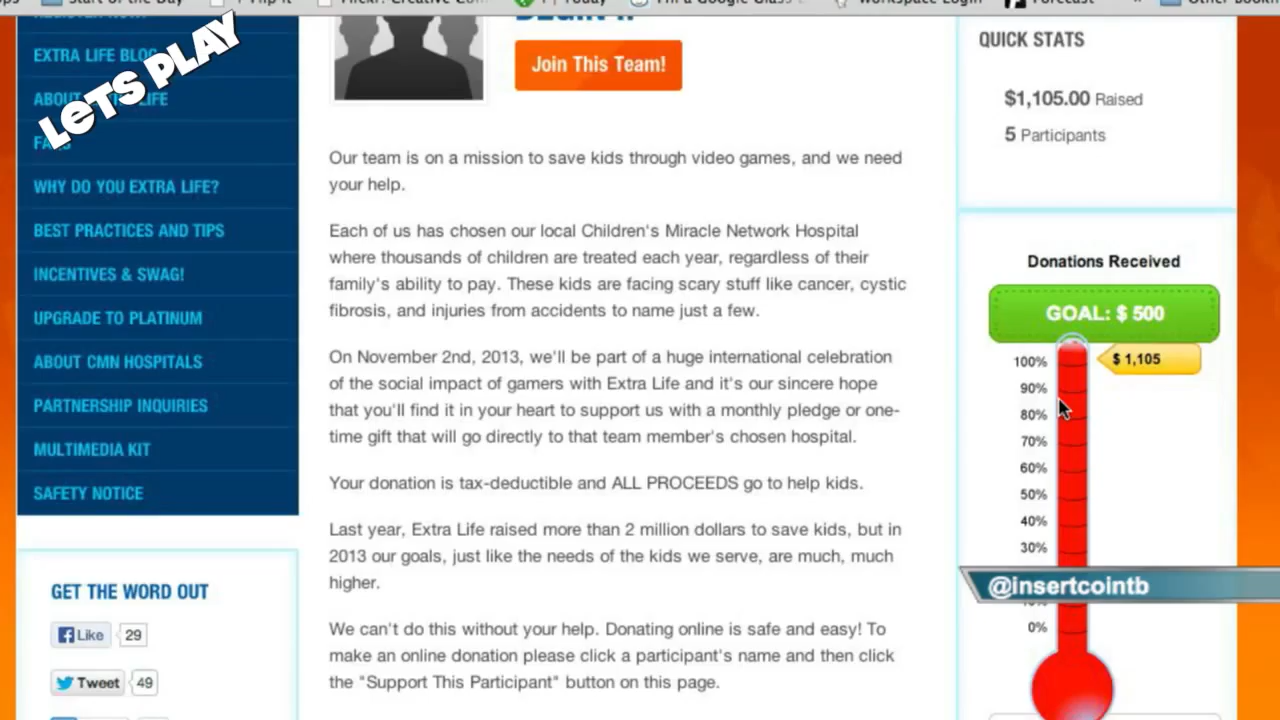 Start of the Day
Flip It
Today
Workspace Login
Forecast
»
LETS PLAY
EXTRA LIFE BLOG
WHY DO YOU EXTRA LIFE?
BEST PRACTICES AND TIPS
INCENTIVES & SWAG!
UPGRADE TO PLATINUM
ABOUT CMN HOSPITALS
PARTNERSHIP INQUIRIES
MULTIMEDIA KIT
SAFETY NOTICE
GET THE WORD OUT
Like 29
Tweet 49
Join This Team!
Our team is on a mission to save kids through video games, and we need
your help.
Each of us has chosen our local Children's Miracle Network Hospital
where thousands of children are treated each year, regardless of their
family's ability to pay. These kids are facing scary stuff like cancer, cystic
fibrosis, and injuries from accidents to name just a few.
On November 2nd, 2013, we'll be part of a huge international celebration
of the social impact of gamers with Extra Life and it's our sincere hope
that you'll find it in your heart to support us with a monthly pledge or one-
time gift that will go directly to that team member's chosen hospital.
Your donation is tax-deductible and ALL PROCEEDS go to help kids.
Last year, Extra Life raised more than 2 million dollars to save kids, but in
2013 our goals, just like the needs of the kids we serve, are much, much
higher.
We can't do this without your help. Donating online is safe and easy! To
make an online donation please click a participant's name and then click
the "Support This Participant" button on this page.
QUICK STATS
$1,105.00 Raised
5 Participants
Donations Received
GOAL: $ 500
$ 1,105
100%
90%
80%
70%
60%
50%
40%
30%
@insertcointb
0%